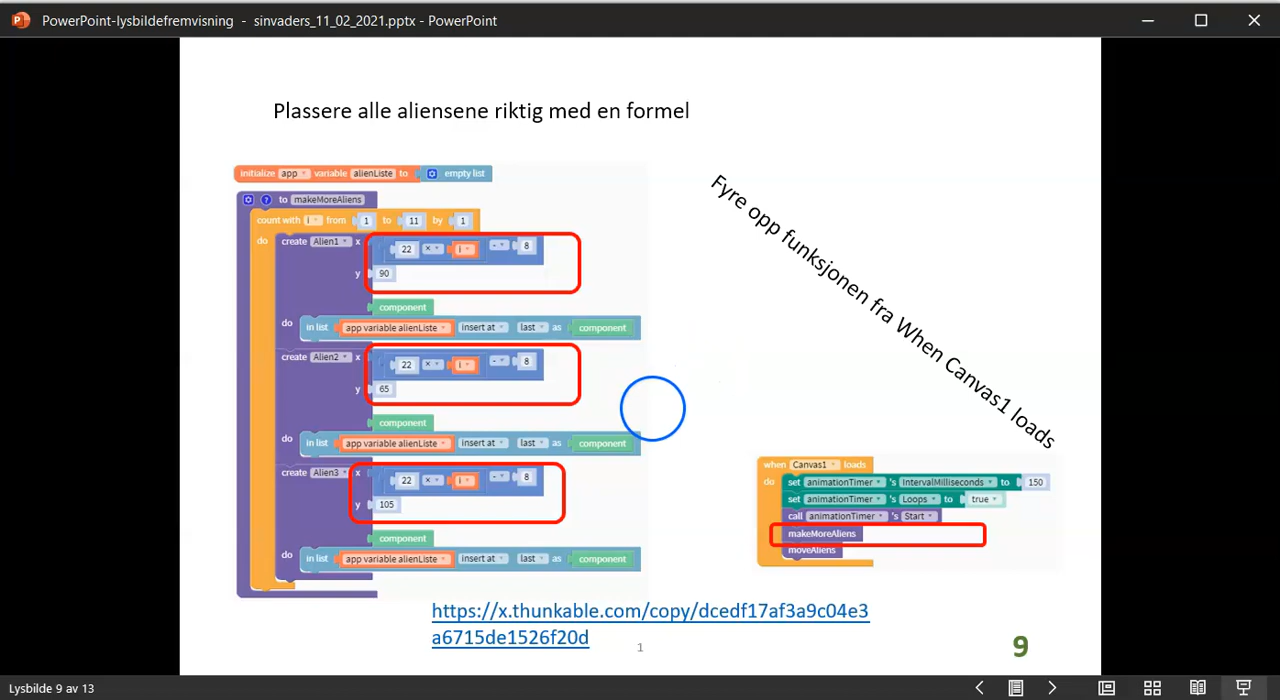 PowerPoint-lysbildefremvisning - sinvaders_11_02_2021.pptx - PowerPoint
Plassere alle aliensene riktig med en formel
initialize app variable alienListe to empty list
to makeMoreAliens
count with i from 1 to 11 by 1
do create Alien1 x 22 × i - 8
y 90
component
do in list app variable alienListe insert at last as component
create Alien2 x 22 × i - 8
y 65
component
do in list app variable alienListe insert at last as component
create Alien3 x 22 × i - 8
y 105
component
do in list app variable alienListe insert at last as component
Fyre opp funksjonen fra When Canvas1 loads
when Canvas1 loads
do set animationTimer 's IntervalMilliseconds to 150
set animationTimer 's Loops to true
call animationTimer 's Start
makeMoreAliens
moveAliens
https://x.thunkable.com/copy/dcedf17af3a9c04e3
a6715de1526f20d
1
9
Lysbilde 9 av 13